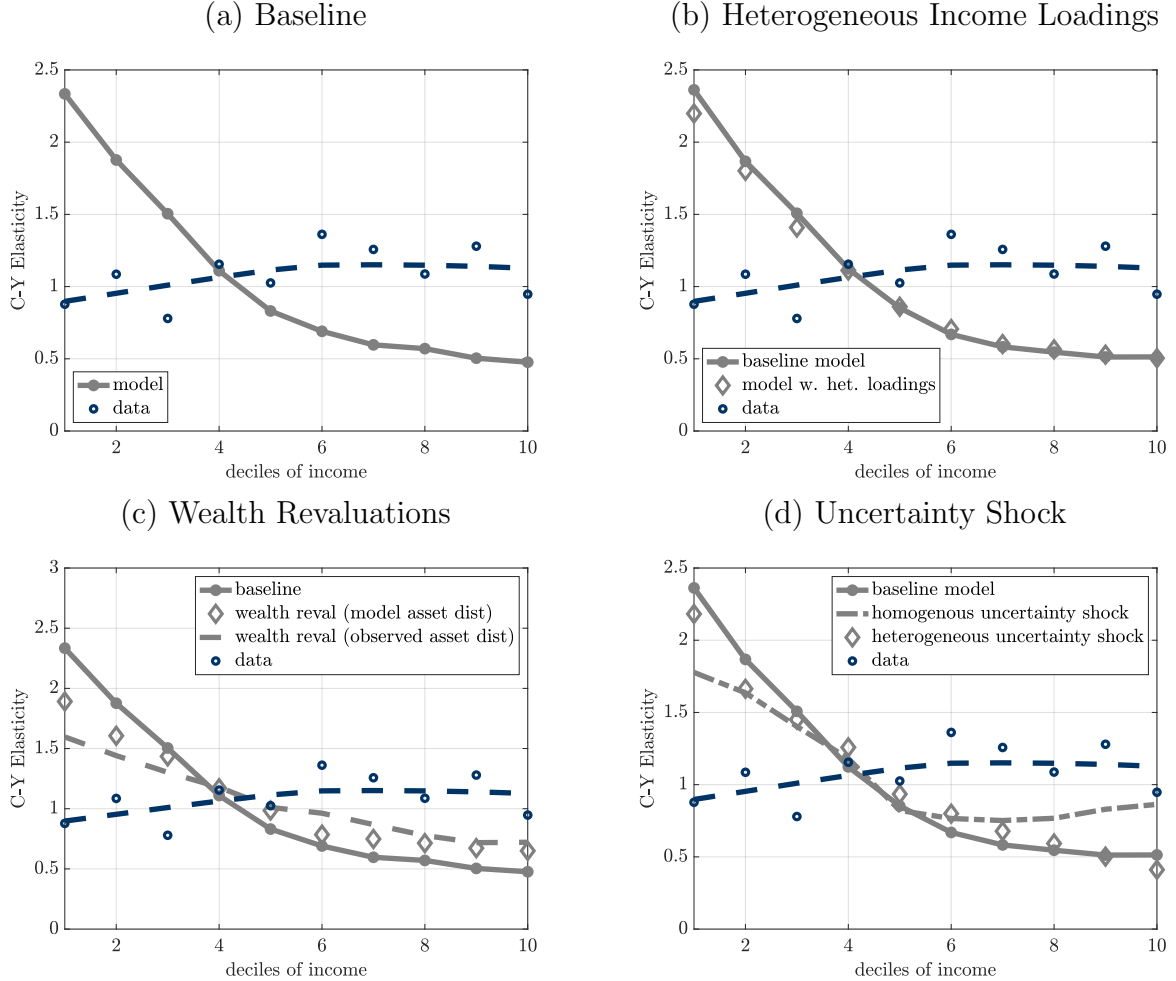 (a) Baseline
2.5
2
1.5
1
0.5
0
C-Y Elasticity
model
data
2 4 6 8 10
deciles of income
(b) Heterogeneous Income Loadings
2.5
2
1.5
1
0.5
0
C-Y Elasticity
baseline model
model w. het. loadings
data
2 4 6 8 10
deciles of income
(c) Wealth Revaluations
3
2.5
2
1.5
1
0.5
0
C-Y Elasticity
baseline
wealth reval (model asset dist)
wealth reval (observed asset dist)
data
2 4 6 8 10
deciles of income
(d) Uncertainty Shock
2.5
2
1.5
1
0.5
0
C-Y Elasticity
baseline model
homogenous uncertainty shock
heterogeneous uncertainty shock
data
2 4 6 8 10
deciles of income